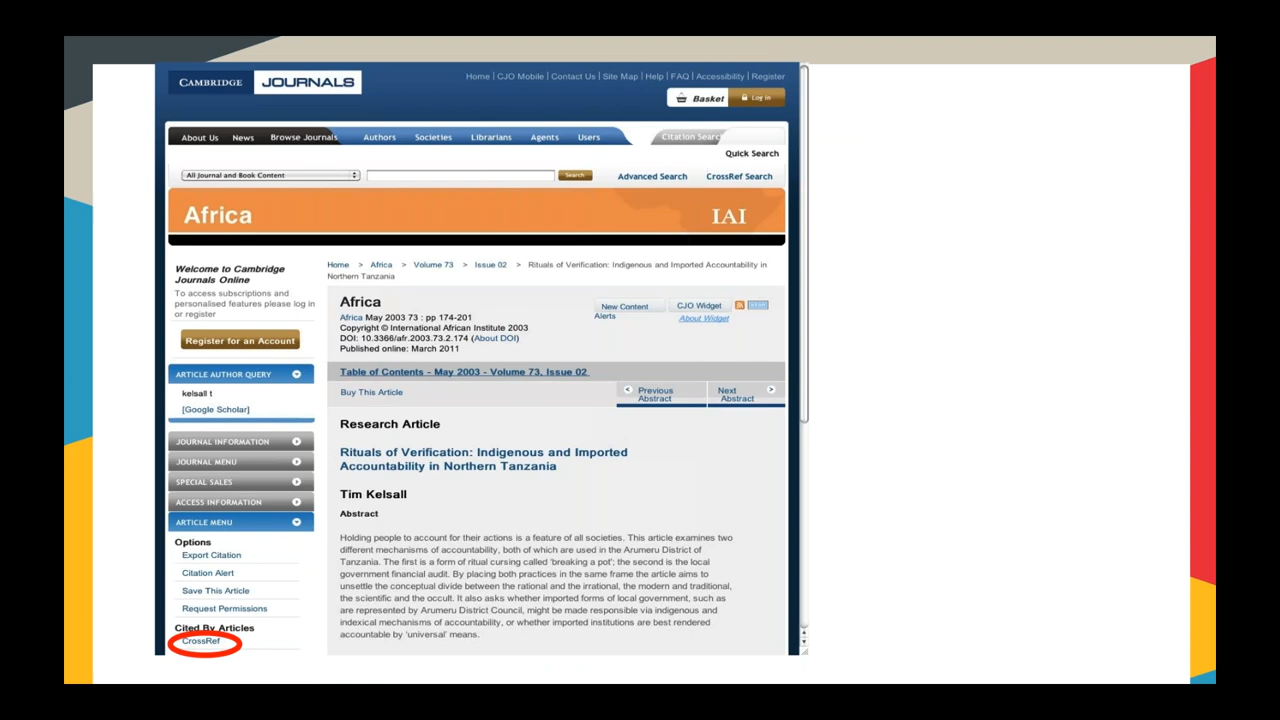 CAMBRIDGE JOURNALS
Home | CJO Mobile | Contact Us | Site Map | Help | FAQ | Accessibility | Register
Basket Log in
About Us News Browse Journals Authors Societies Librarians Agents Users Citation Search
Quick Search
All Journal and Book Content Search Advanced Search CrossRef Search
Africa IAI
Welcome to Cambridge
Journals Online
To access subscriptions and
personalised features please log in
or register
Register for an Account
ARTICLE AUTHOR QUERY
kelsall t
[Google Scholar]
JOURNAL INFORMATION
JOURNAL MENU
SPECIAL SALES
ACCESS INFORMATION
ARTICLE MENU
Options
Export Citation
Citation Alert
Save This Article
Request Permissions
Cited By Articles
CrossRef
Home > Africa > Volume 73 > Issue 02 > Rituals of Verification: Indigenous and Imported Accountability in
Northern Tanzania
Africa
Africa May 2003 73 : pp 174-201
Copyright © International African Institute 2003
DOI: 10.3366/afr.2003.73.2.174 (About DOI)
Published online: March 2011
New Content
Alerts
CJO Widget
About Widget
Table of Contents - May 2003 - Volume 73, Issue 02
Buy This Article
Previous
Abstract
Next
Abstract
Research Article
Rituals of Verification: Indigenous and Imported
Accountability in Northern Tanzania
Tim Kelsall
Abstract
Holding people to account for their actions is a feature of all societies. This article examines two
different mechanisms of accountability, both of which are used in the Arumeru District of
Tanzania. The first is a form of ritual cursing called 'breaking a pot'; the second is the local
government financial audit. By placing both practices in the same frame the article aims to
unsettle the conceptual divide between the rational and the irrational, the modern and traditional,
the scientific and the occult. It also asks whether imported forms of local government, such as
are represented by Arumeru District Council, might be made responsible via indigenous and
indexical mechanisms of accountability, or whether imported institutions are best rendered
accountable by 'universal' means.